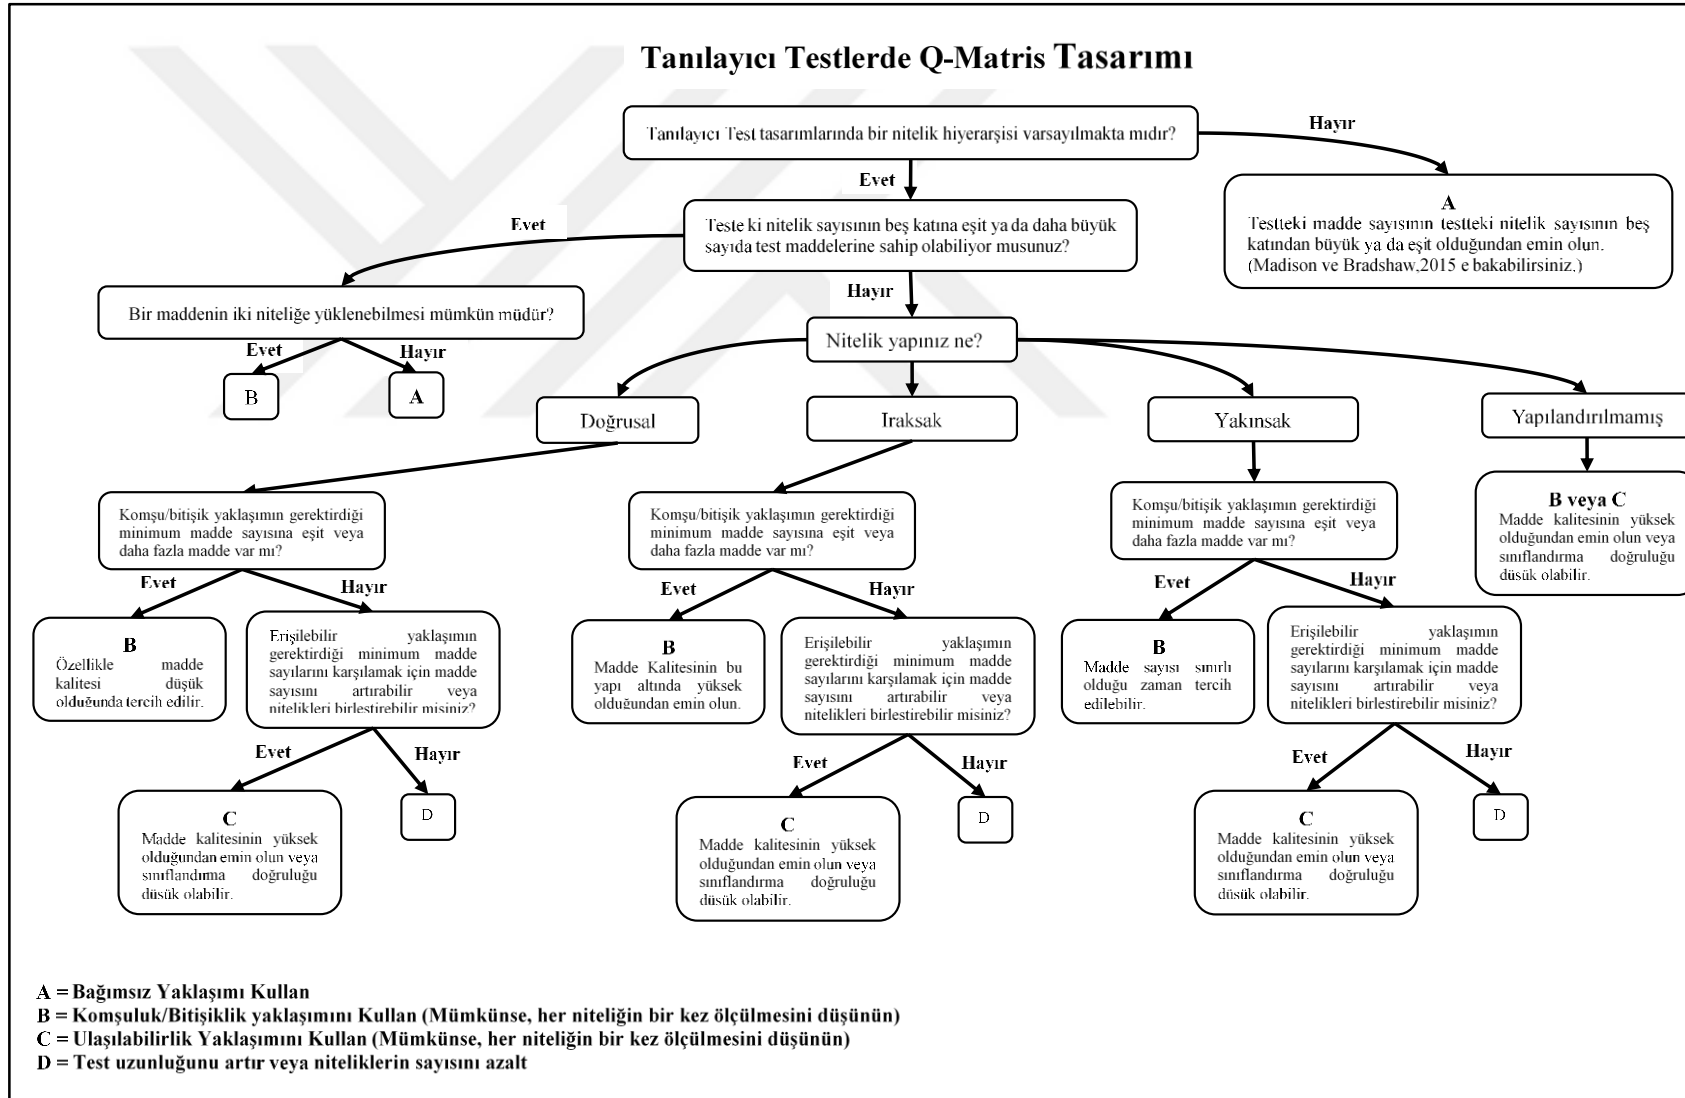 Tanılayıcı Testlerde Q-Matris Tasarımı
Tanılayıcı Test tasarımlarında bir nitelik hiyerarşisi varsayılmakta mıdır?
Hayır
Evet
A
Testteki madde sayısının testteki nitelik sayısının beş
katından büyük ya da eşit olduğundan emin olun.
(Madison ve Bradshaw,2015 e bakabilirsiniz.)
Teste ki nitelik sayısının beş katına eşit ya da daha büyük
sayıda test maddelerine sahip olabiliyor musunuz?
Evet
Hayır
Bir maddenin iki niteliğe yüklenebilmesi mümkün müdür?
Evet
Hayır
B
A
Nitelik yapınız ne?
Doğrusal
Iraksak
Yakınsak
Yapılandırılmamış
Komşu/bitişik yaklaşımın gerektirdiği
minimum madde sayısına eşit veya
daha fazla madde var mı?
Evet
Hayır
B
Özellikle madde
kalitesi düşük
olduğunda tercih edilir.
Erişilebilir yaklaşımın
gerektirdiği minimum madde
sayılarını karşılamak için madde
sayısını artırabilir veya
nitelikleri birlestirebilir misiniz?
Evet
Hayır
C
Madde kalitesinin yüksek
olduğundan emin olun veya
sınıflandırma doğruluğu
düsük olabilir.
D
Komşu/bitişik yaklaşımın gerektirdiği
minimum madde sayısına eşit veya
daha fazla madde var mı?
Evet
Hayır
B
Madde Kalitesinin bu
yapı altında yüksek
olduğundan emin olun.
Erişilebilir yaklaşımın
gerektirdiği minimum madde
sayılarını karşılamak için madde
sayısını artırabilir veya
nitelikleri birlestirebilir misiniz?
Evet
Hayır
C
Madde kalitesinin yüksek
olduğundan emin olun veya
sınıflandırma doğruluğu
düsük olabilir.
D
Komşu/bitişik yaklaşımın gerektirdiği
minimum madde sayısına eşit veya
daha fazla madde var mı?
Evet
Hayır
B
Madde sayısı sınırlı
olduğu zaman tercih
edilebilir.
Erişilebilir yaklaşımın
gerektirdiği minimum madde
sayılarını karşılamak için madde
sayısını artırabilir veya
nitelikleri birlestirebilir misiniz?
Evet
Hayır
C
Madde kalitesinin yüksek
olduğundan emin olun veya
sınıflandırma doğruluğu
düsük olabilir.
D
B veya C
Madde kalitesinin yüksek
olduğundan emin olun veya
sınıflandırma doğruluğu
düsük olabilir.
A = Bağımsız Yaklaşımı Kullan
B = Komşuluk/Bitişiklik yaklaşımını Kullan (Mümkünse, her niteliğin bir kez ölçülmesini düşünün)
C = Ulaşılabilirlik Yaklaşımını Kullan (Mümkünse, her niteliğin bir kez ölçülmesini düşünün)
D = Test uzunluğunu artır veya niteliklerin sayısını azalt